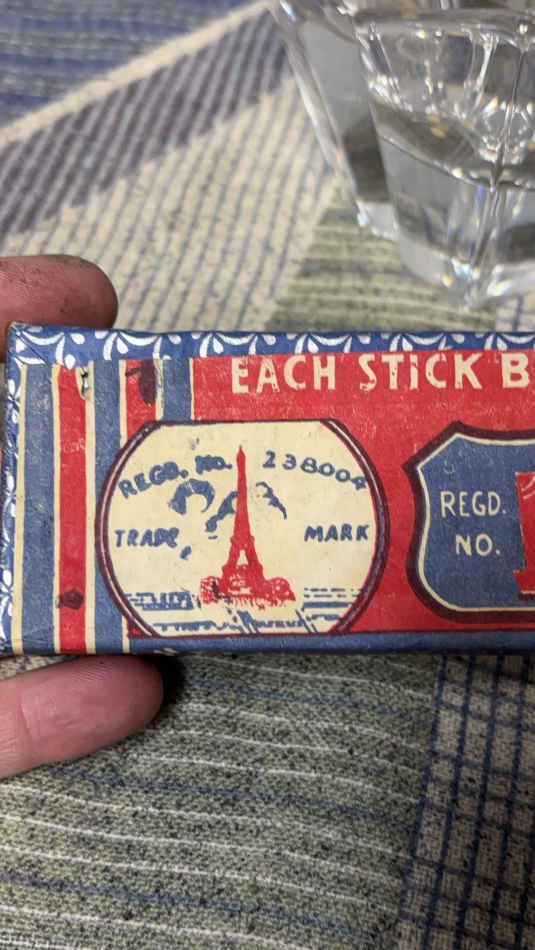 EACH STICK B
REGD. No. 238004
TRADE MARK
REGD.
NO.